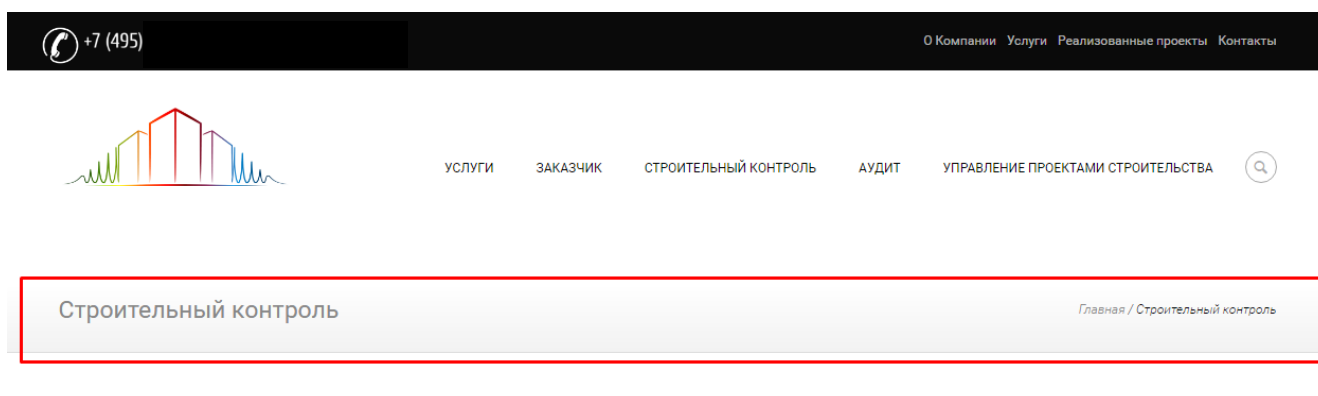 +7 (495)
О Компании Услуги Реализованные проекты Контакты
УСЛУГИ ЗАКАЗЧИК СТРОИТЕЛЬНЫЙ КОНТРОЛЬ АУДИТ УПРАВЛЕНИЕ ПРОЕКТАМИ СТРОИТЕЛЬСТВА
Строительный контроль
Главная / Строительный контроль